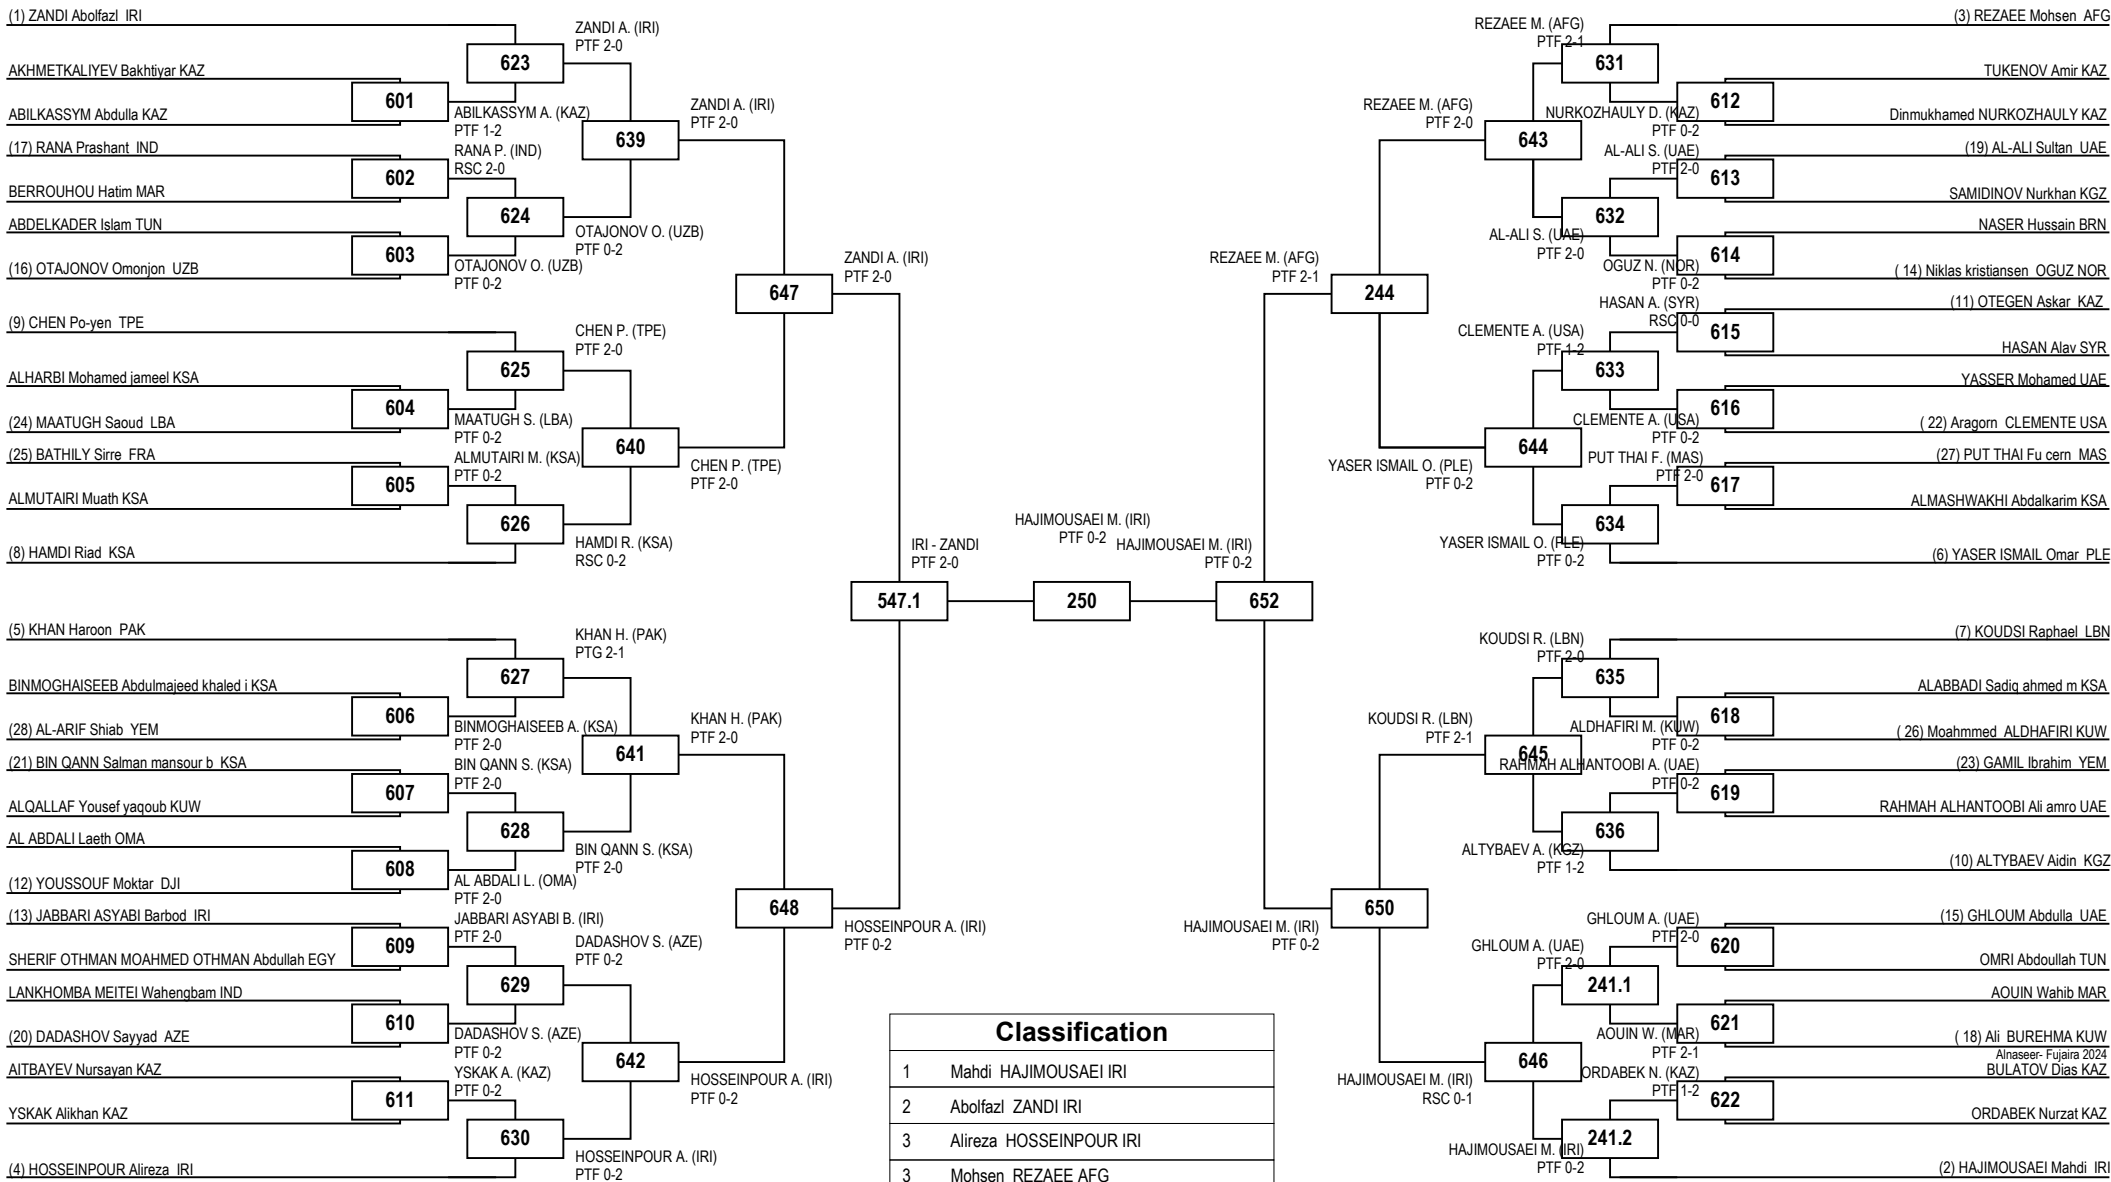 (1) ZANDI Abolfazl IRI
ZANDI A. (IRI)
PTF 2-0
623
AKHMETKALIYEV Bakhtiyar KAZ
601
ABILKASSYM Abdulla KAZ
ABILKASSYM A. (KAZ)
PTF 1-2
ZANDI A. (IRI)
PTF 2-0
639
(17) RANA Prashant IND
RANA P. (IND)
RSC 2-0
602
BERROUHOU Hatim MAR
624
ABDELKADER Islam TUN
OTAJONOV O. (UZB)
PTF 0-2
603
(16) OTAJONOV Omonjon UZB
OTAJONOV O. (UZB)
PTF 0-2
ZANDI A. (IRI)
PTF 2-0
647
(9) CHEN Po-yen TPE
CHEN P. (TPE)
PTF 2-0
625
ALHARBI Mohamed jameel KSA
604
(24) MAATUGH Saoud LBA
MAATUGH S. (LBA)
PTF 0-2
640
CHEN P. (TPE)
PTF 2-0
(25) BATHILY Sirre FRA
ALMUTAIRI M. (KSA)
PTF 0-2
605
ALMUTAIRI Muath KSA
626
HAMDI R. (KSA)
RSC 0-2
(8) HAMDI Riad KSA
IRI - ZANDI
PTF 2-0
547.1
HAJIMOUSAEI M. (IRI)
PTF 0-2
250
HAJIMOUSAEI M. (IRI)
PTF 0-2
652
(5) KHAN Haroon PAK
KHAN H. (PAK)
PTG 2-1
627
BINMOGHAISEEB Abdulmajeed khaled i KSA
606
(28) AL-ARIF Shiab YEM
BINMOGHAISEEB A. (KSA)
PTF 2-0
KHAN H. (PAK)
PTF 2-0
641
(21) BIN QANN Salman mansour b KSA
BIN QANN S. (KSA)
PTF 2-0
607
ALQALLAF Yousef yaqoub KUW
628
AL ABDALI Laeth OMA
BIN QANN S. (KSA)
PTF 2-0
608
(12) YOUSSOUF Moktar DJI
AL ABDALI L. (OMA)
PTF 2-0
648
HOSSEINPOUR A. (IRI)
PTF 0-2
(13) JABBARI ASYABI Barbod IRI
JABBARI ASYABI B. (IRI)
PTF 2-0
609
SHERIF OTHMAN MOAHMED OTHMAN Abdullah EGY
DADASHOV S. (AZE)
PTF 0-2
629
LANKHOMBA MEITEI Wahengbam IND
610
(20) DADASHOV Sayyad AZE
DADASHOV S. (AZE)
PTF 0-2
642
HOSSEINPOUR A. (IRI)
PTF 0-2
AITBAYEV Nursayan KAZ
YSKAK A. (KAZ)
PTF 0-2
611
YSKAK Alikhan KAZ
630
HOSSEINPOUR A. (IRI)
PTF 0-2
(4) HOSSEINPOUR Alireza IRI
Classification
1 Mahdi HAJIMOUSAEI IRI
2 Abolfazl ZANDI IRI
3 Alireza HOSSEINPOUR IRI
3 Mohsen REZAEE AFG
(3) REZAEE Mohsen AFG
REZAEE M. (AFG)
PTF 2-1
631
TUKENOV Amir KAZ
612
Dinmukhamed NURKOZHAULY KAZ
NURKOZHAULY D. (KAZ)
PTF 0-2
REZAEE M. (AFG)
PTF 2-0
643
(19) AL-ALI Sultan UAE
AL-ALI S. (UAE)
PTF 2-0
613
SAMIDINOV Nurkhan KGZ
632
AL-ALI S. (UAE)
PTF 2-0
NASER Hussain BRN
614
( 14) Niklas kristiansen OGUZ NOR
OGUZ N. (NOR)
PTF 0-2
REZAEE M. (AFG)
PTF 2-1
244
(11) OTEGEN Askar KAZ
HASAN A. (SYR)
RSC 0-0
615
HASAN Alav SYR
CLEMENTE A. (USA)
PTF 1-2
633
YASSER Mohamed UAE
616
( 22) Aragorn CLEMENTE USA
CLEMENTE A. (USA)
PTF 0-2
644
YASER ISMAIL O. (PLE)
PTF 0-2
(27) PUT THAI Fu cern MAS
PUT THAI F. (MAS)
PTF 2-0
617
ALMASHWAKHI Abdalkarim KSA
634
YASER ISMAIL O. (PLE)
PTF 0-2
(6) YASER ISMAIL Omar PLE
(7) KOUDSI Raphael LBN
KOUDSI R. (LBN)
PTF 2-0
635
ALABBADI Sadiq ahmed m KSA
618
( 26) Moahmmed ALDHAFIRI KUW
ALDHAFIRI M. (KUW)
PTF 0-2
KOUDSI R. (LBN)
PTF 2-1
645
(23) GAMIL Ibrahim YEM
RAHMAH ALHANTOOBI A. (UAE)
PTF 0-2
619
RAHMAH ALHANTOOBI Ali amro UAE
636
ALTYBAEV A. (KGZ)
PTF 1-2
(10) ALTYBAEV Aidin KGZ
650
HAJIMOUSAEI M. (IRI)
PTF 0-2
(15) GHLOUM Abdulla UAE
GHLOUM A. (UAE)
PTF 2-0
620
OMRI Abdoullah TUN
GHLOUM A. (UAE)
PTF 2-0
241.1
AOUIN Wahib MAR
621
( 18) Ali BUREHMA KUW
AOUIN W. (MAR)
PTF 2-1
646
HAJIMOUSAEI M. (IRI)
RSC 0-1
Alnaseer- Fujaira 2024
BULATOV Dias KAZ
ORDABEK N. (KAZ)
PTF 1-2
622
ORDABEK Nurzat KAZ
241.2
HAJIMOUSAEI M. (IRI)
PTF 0-2
(2) HAJIMOUSAEI Mahdi IRI